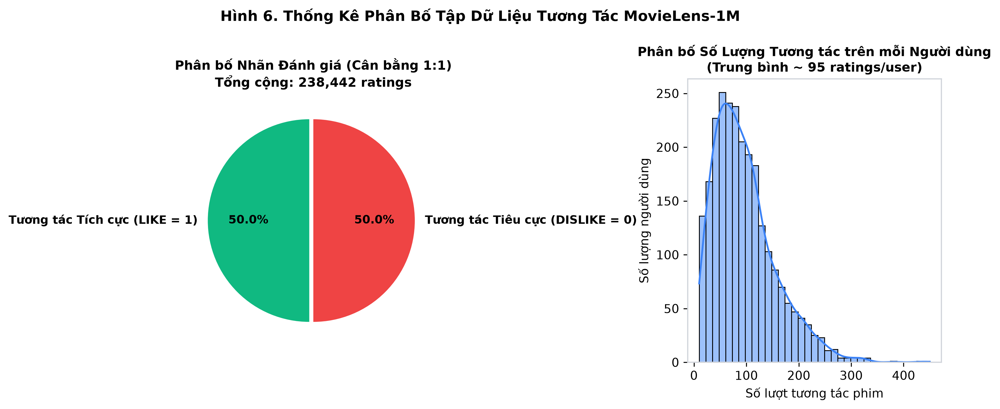 Hình 6. Thống Kê Phân Bố Tập Dữ Liệu Tương Tác MovieLens-1M
Phân bố Nhãn Đánh giá (Cân bằng 1:1)
Tổng cộng: 238,442 ratings
Tương tác Tích cực (LIKE = 1)
50.0%
50.0%
Tương tác Tiêu cực (DISLIKE = 0)
Phân bố Số Lượng Tương tác trên mỗi Người dùng
(Trung bình ~ 95 ratings/user)
Số lượng người dùng
250
200
150
100
50
0
0 100 200 300 400
Số lượt tương tác phim